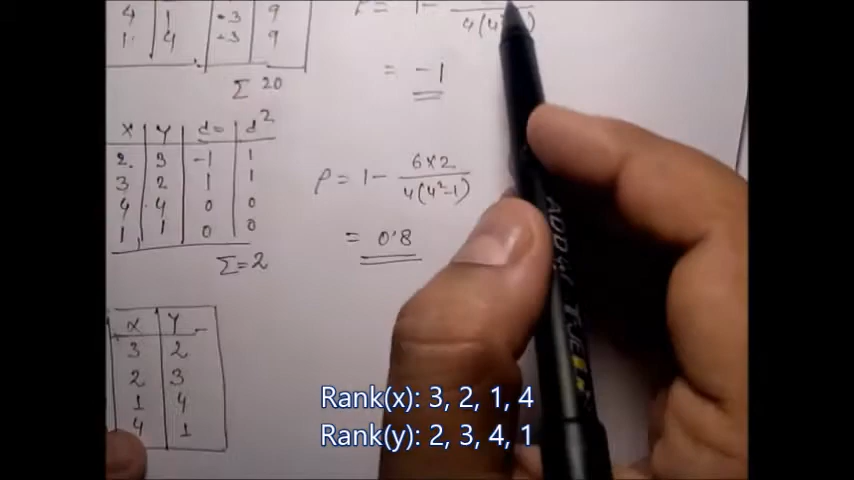 4 1 -3 9
1 4 -3 9
Σ 20
= -1
X Y d= d²
2 3 -1 1
3 2 1 1
4 4 0 0
1 1 0 0
Σ=2
ρ = 1 - 6×2
4(4²-1)
= 0.8
X Y
3 2
2 3
1 4
4 1
Rank(x): 3, 2, 1, 4
Rank(y): 2, 3, 4, 1